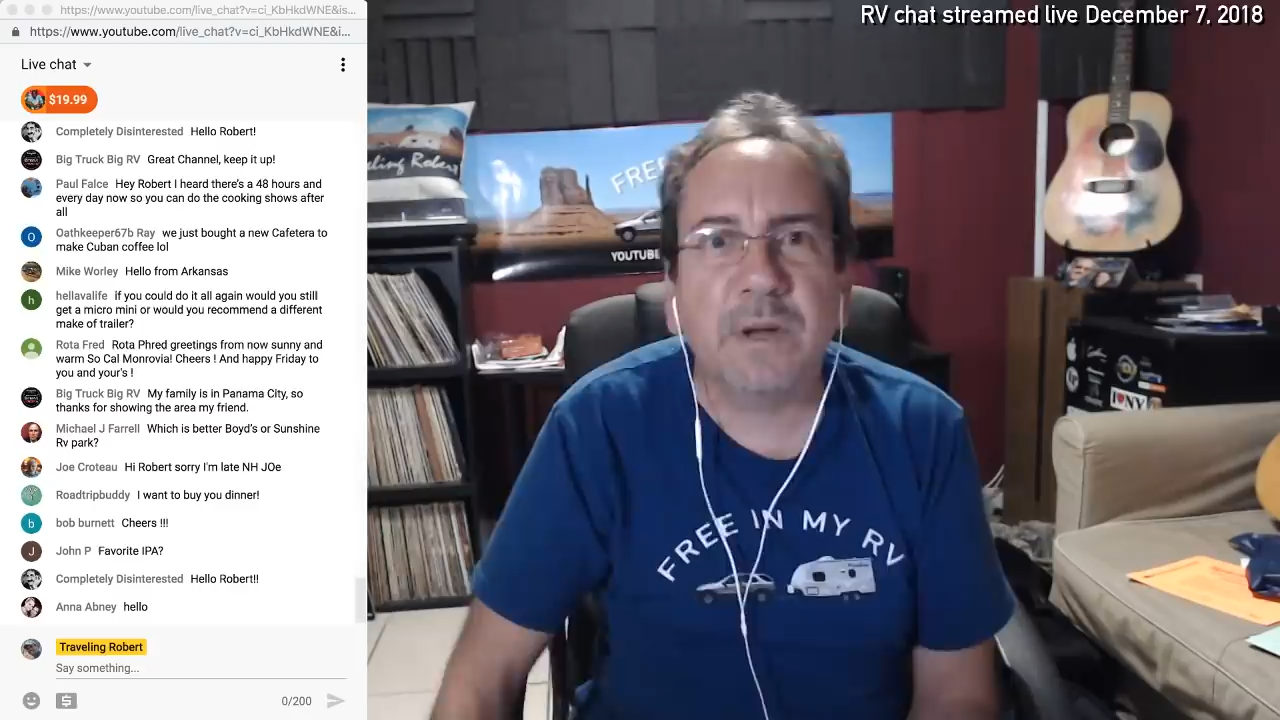 RV chat streamed live December 7, 2018
https://www.youtube.com/live_chat?v=ci_KbHkdWNE&is...
https://www.youtube.com/live_chat?v=ci_KbHkdWNE&i...
Live chat
$19.99
Completely Disinterested Hello Robert!
Big Truck Big RV Great Channel, keep it up!
Paul Falce Hey Robert I heard there's a 48 hours and
every day now so you can do the cooking shows after
all
Oathkeeper67b Ray we just bought a new Cafetera to
make Cuban coffee lol
Mike Worley Hello from Arkansas
hellavalife if you could do it all again would you still
get a micro mini or would you recommend a different
make of trailer?
Rota Fred Rota Phred greetings from now sunny and
warm So Cal Monrovia! Cheers ! And happy Friday to
you and your's !
Big Truck Big RV My family is in Panama City, so
thanks for showing the area my friend.
Michael J Farrell Which is better Boyd's or Sunshine
Rv park?
Joe Croteau Hi Robert sorry I'm late NH JOe
Roadtripbuddy I want to buy you dinner!
bob burnett Cheers !!!
John P Favorite IPA?
Completely Disinterested Hello Robert!!
Anna Abney hello
Traveling Robert
Say something...
0/200
Robert
FREE
YOUTUBE
I NY
FREE IN MY RV